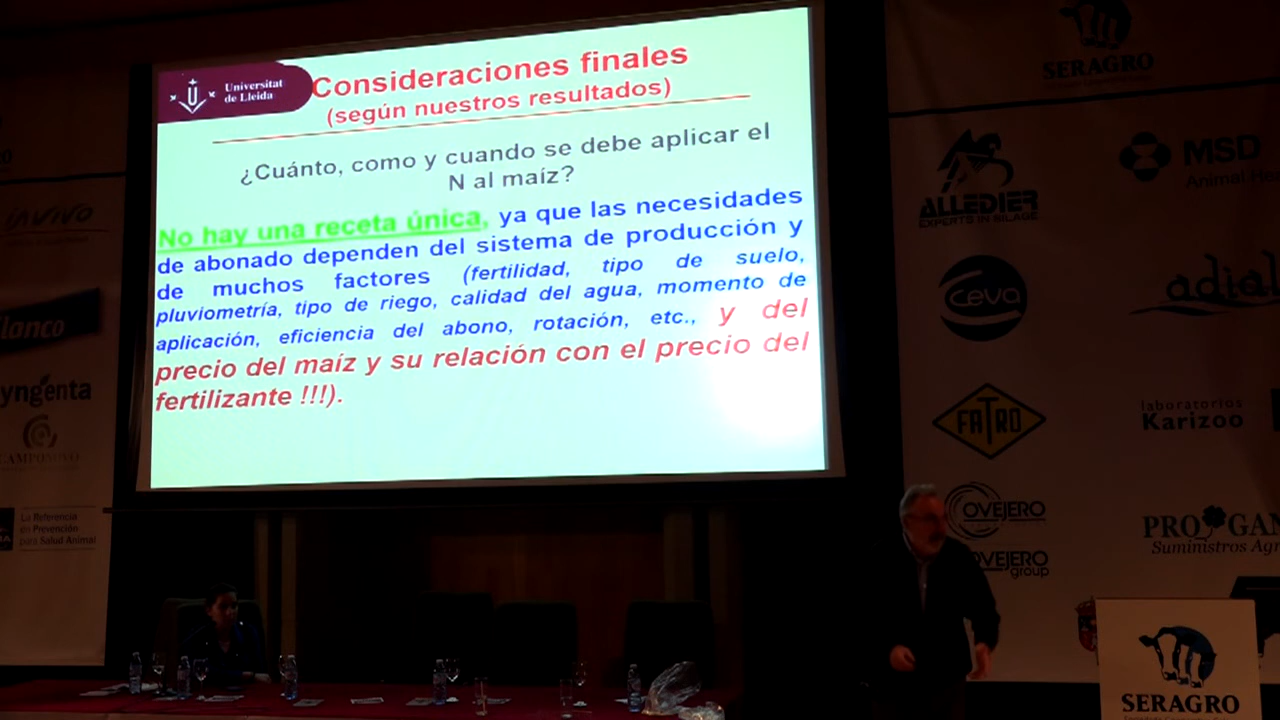 Universitat
de Lleida
Consideraciones finales
(según nuestros resultados)
¿Cuánto, como y cuando se debe aplicar el
N al maíz?
No hay una receta única, ya que las necesidades
de abonado dependen del sistema de producción y
de muchos factores (fertilidad, tipo de suelo,
pluviometría, tipo de riego, calidad del agua, momento de
aplicación, eficiencia del abono, rotación, etc., y del
precio del maíz y su relación con el precio del
fertilizante !!!).
inVivo
lanco
yngenta
La Referencia
en Prevención
para Salud Animal
SERAGRO
ALLEDIER
EXPERTS IN SILAGE
MSD
Animal He
ceva
adial
FATRO
laboratorios
Karizoo
OVEJERO
OVEJERO
group
PROGAN
Suministros Agr
SERAGRO